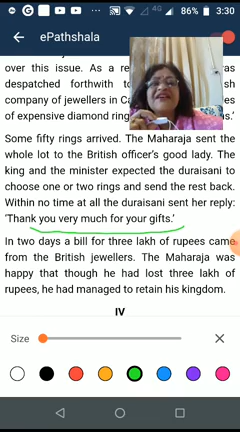 4G 86% 3:30
ePathshala
over this issue. As a re
as
despatched forthwith to
sh
company of jewellers in Ca
es
of expensive diamond ring
s.'
Some fifty rings arrived. The Maharaja sent the
whole lot to the British officer's good lady. The
king and the minister expected the duraisani to
choose one or two rings and send the rest back.
Within no time at all the duraisani sent her reply:
'Thank you very much for your gifts.'
In two days a bill for three lakh of rupees came
from the British jewellers. The Maharaja was
happy that though he had lost three lakh of
rupees, he had managed to retain his kingdom.
IV
Size